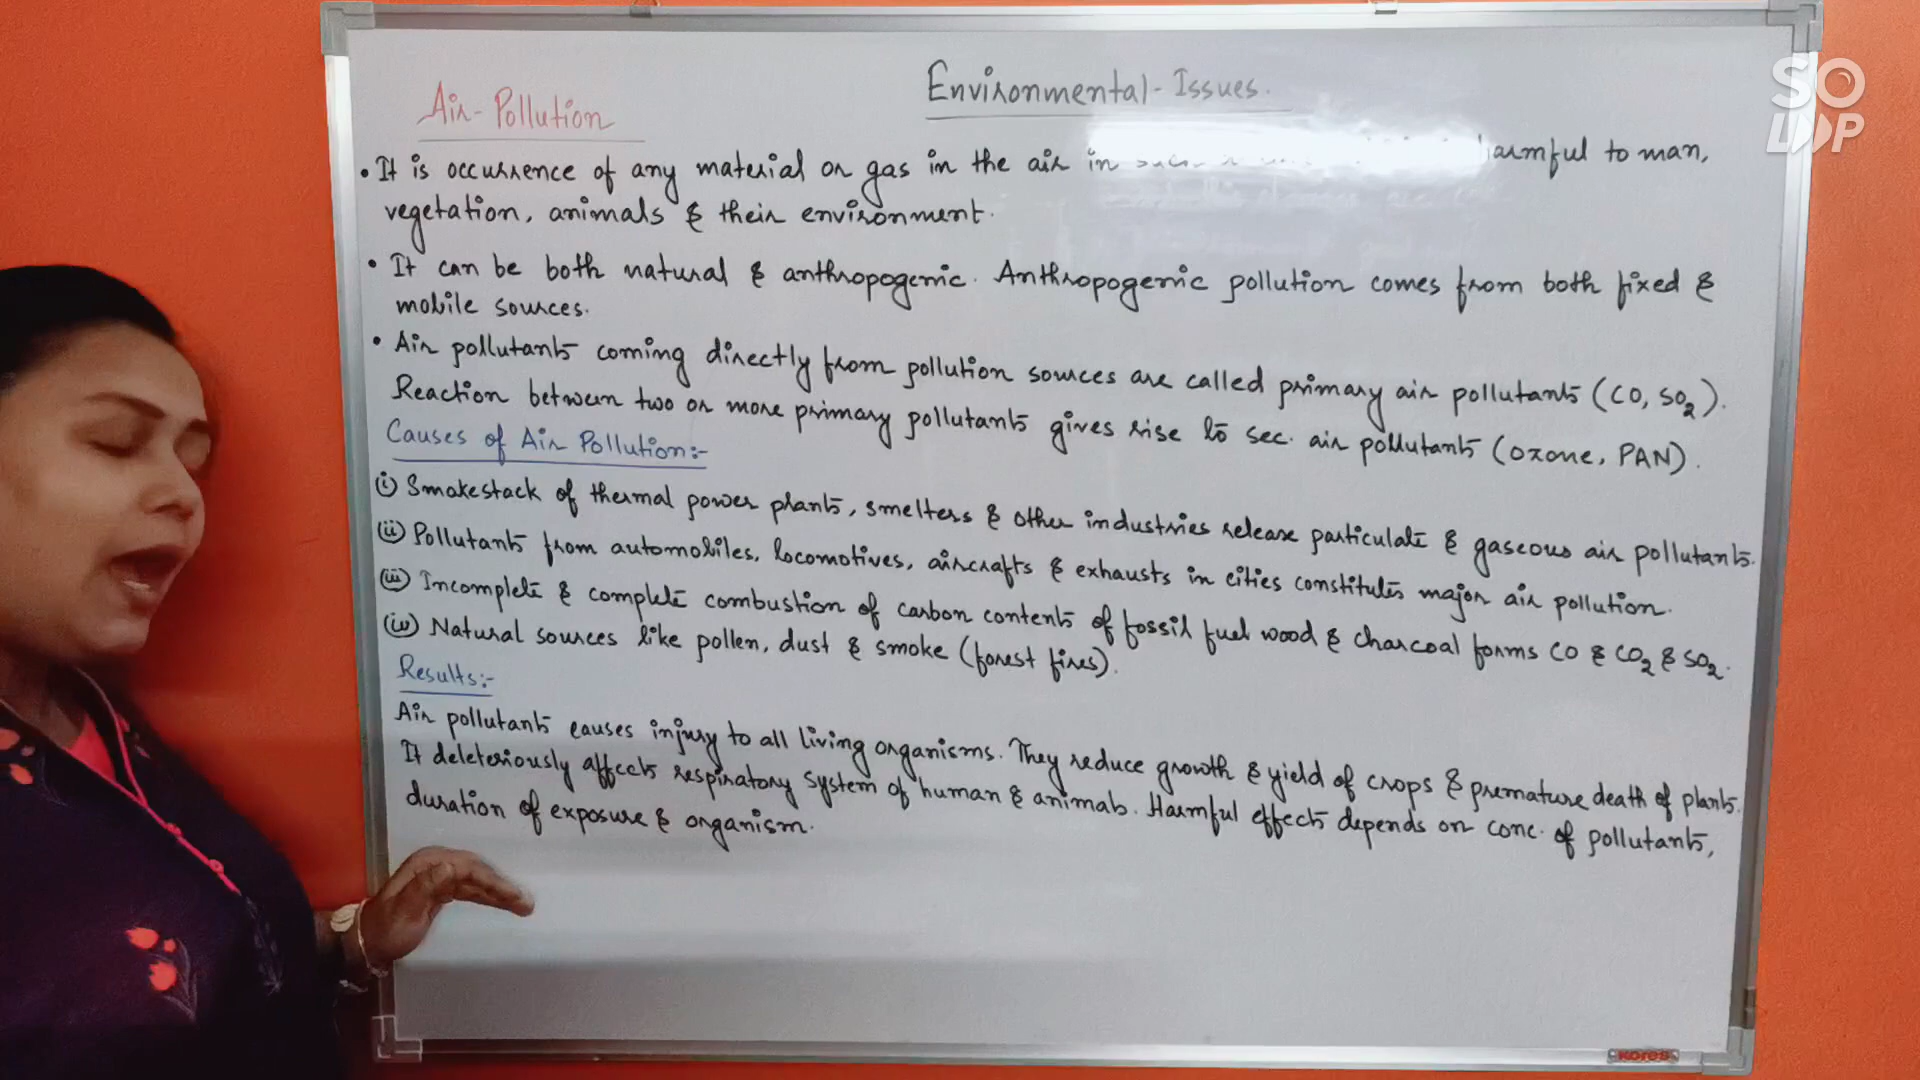 Environmental - Issues.
Air - Pollution
• It is occurrence of any material or gas in the air in harmful to man,
vegetation, animals & their environment.
• It can be both natural & anthropogenic. Anthropogenic pollution comes from both fixed &
mobile sources.
• Air pollutants coming directly from pollution sources are called primary air pollutants (CO, SO2).
Reaction between two or more primary pollutants gives rise to sec. air pollutants (ozone, PAN).
Causes of Air Pollution:-
(i) Smokestack of thermal power plants, smelters & other industries release particulate & gaseous air pollutants.
(ii) Pollutants from automobiles, locomotives, aircrafts & exhausts in cities constitutes major air pollution.
(iii) Incomplete & complete combustion of carbon contents of fossil fuel wood & charcoal forms CO & CO2 & SO2.
(iv) Natural sources like pollen, dust & smoke (forest fires).
Results:-
Air pollutants causes injury to all living organisms. They reduce growth & yield of crops & premature death of plants.
It deleteriously affects respiratory system of human & animals. Harmful effects depends on conc. of pollutants,
duration of exposure & organism.
SO
LOOP
KORES